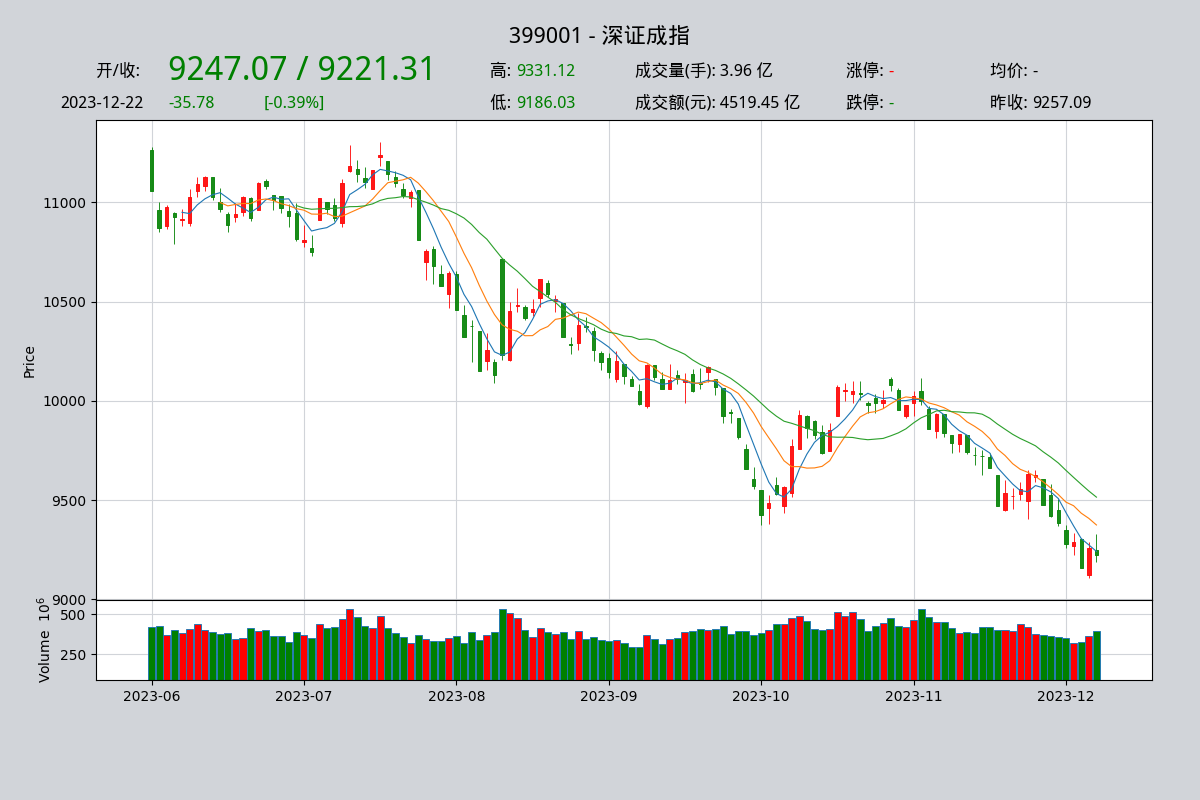 399001 - 深证成指
开/收: 9247.07 / 9221.31 高: 9331.12 成交量(手): 3.96 亿 涨停: - 均价: -
2023-12-22 -35.78 [-0.39%] 低: 9186.03 成交额(元): 4519.45 亿 跌停: - 昨收: 9257.09
Price
11000
10500
10000
9500
9000
Volume 10^6
500
250
2023-06 2023-07 2023-08 2023-09 2023-10 2023-11 2023-12